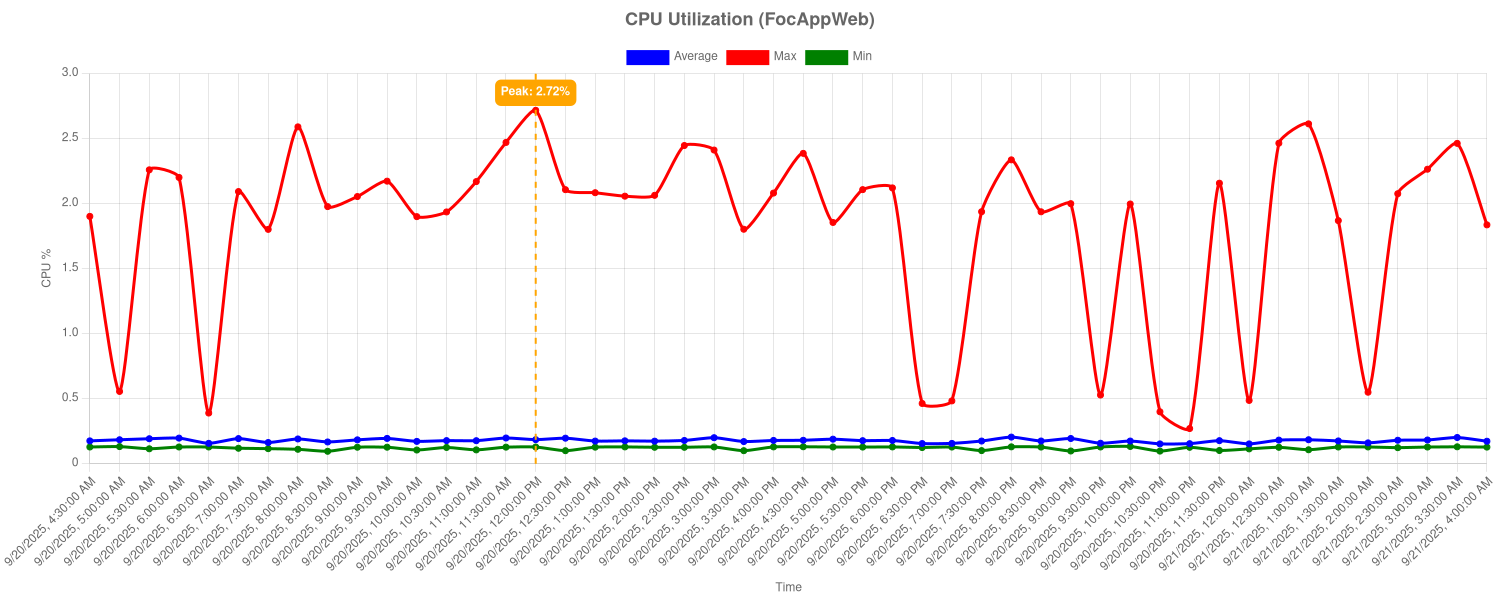 CPU Utilization (FocAppWeb)
Average Max Min
Peak: 2.72%
3.0
2.5
2.0
1.5
1.0
0.5
0
CPU %
9/20/2025, 4:30:00 AM
9/20/2025, 5:00:00 AM
9/20/2025, 5:30:00 AM
9/20/2025, 6:00:00 AM
9/20/2025, 6:30:00 AM
9/20/2025, 7:00:00 AM
9/20/2025, 7:30:00 AM
9/20/2025, 8:00:00 AM
9/20/2025, 8:30:00 AM
9/20/2025, 9:00:00 AM
9/20/2025, 9:30:00 AM
9/20/2025, 10:00:00 AM
9/20/2025, 10:30:00 AM
9/20/2025, 11:00:00 AM
9/20/2025, 11:30:00 AM
9/20/2025, 12:00:00 PM
9/20/2025, 12:30:00 PM
9/20/2025, 1:00:00 PM
9/20/2025, 1:30:00 PM
9/20/2025, 2:00:00 PM
9/20/2025, 2:30:00 PM
9/20/2025, 3:00:00 PM
9/20/2025, 3:30:00 PM
9/20/2025, 4:00:00 PM
9/20/2025, 4:30:00 PM
9/20/2025, 5:00:00 PM
9/20/2025, 5:30:00 PM
9/20/2025, 6:00:00 PM
9/20/2025, 6:30:00 PM
9/20/2025, 7:00:00 PM
9/20/2025, 7:30:00 PM
9/20/2025, 8:00:00 PM
9/20/2025, 8:30:00 PM
9/20/2025, 9:00:00 PM
9/20/2025, 9:30:00 PM
9/20/2025, 10:00:00 PM
9/20/2025, 10:30:00 PM
9/20/2025, 11:00:00 PM
9/20/2025, 11:30:00 PM
9/21/2025, 12:00:00 AM
9/21/2025, 12:30:00 AM
9/21/2025, 1:00:00 AM
9/21/2025, 1:30:00 AM
9/21/2025, 2:00:00 AM
9/21/2025, 2:30:00 AM
9/21/2025, 3:00:00 AM
9/21/2025, 3:30:00 AM
9/21/2025, 4:00:00 AM
Time